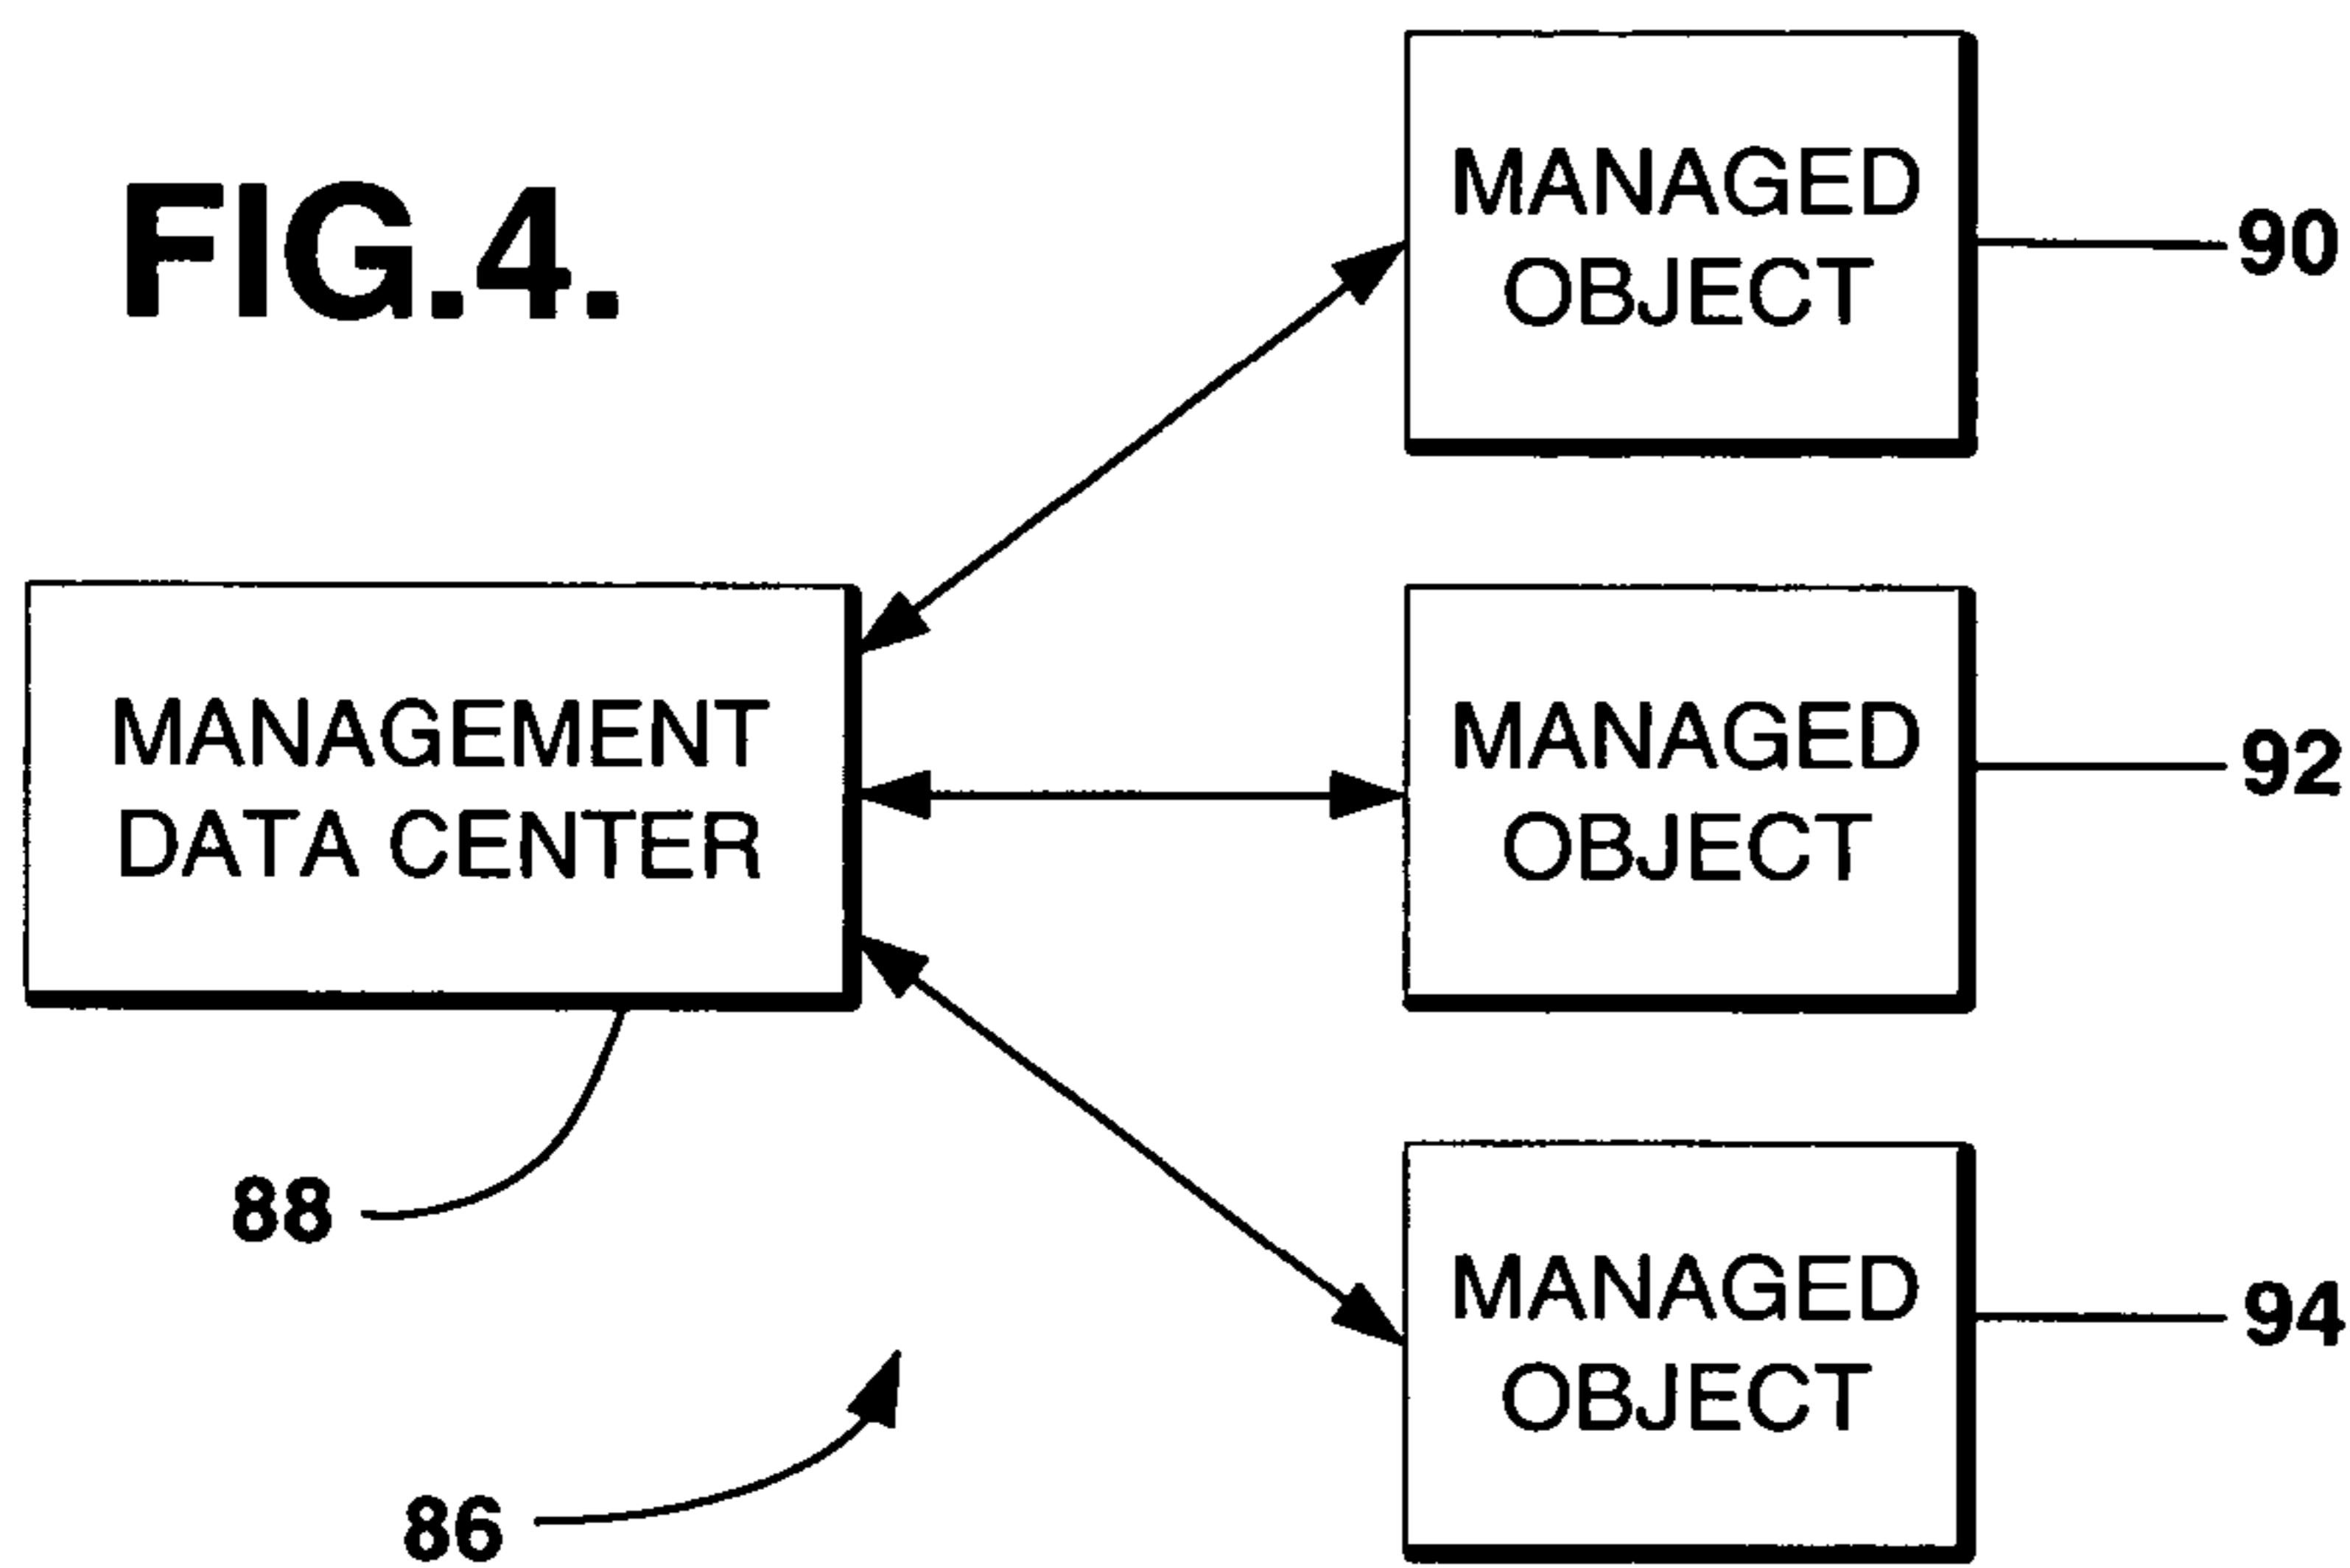 FIG.4.
MANAGED
OBJECT
90
MANAGEMENT
DATA CENTER
88
MANAGED
OBJECT
92
MANAGED
OBJECT
94
86